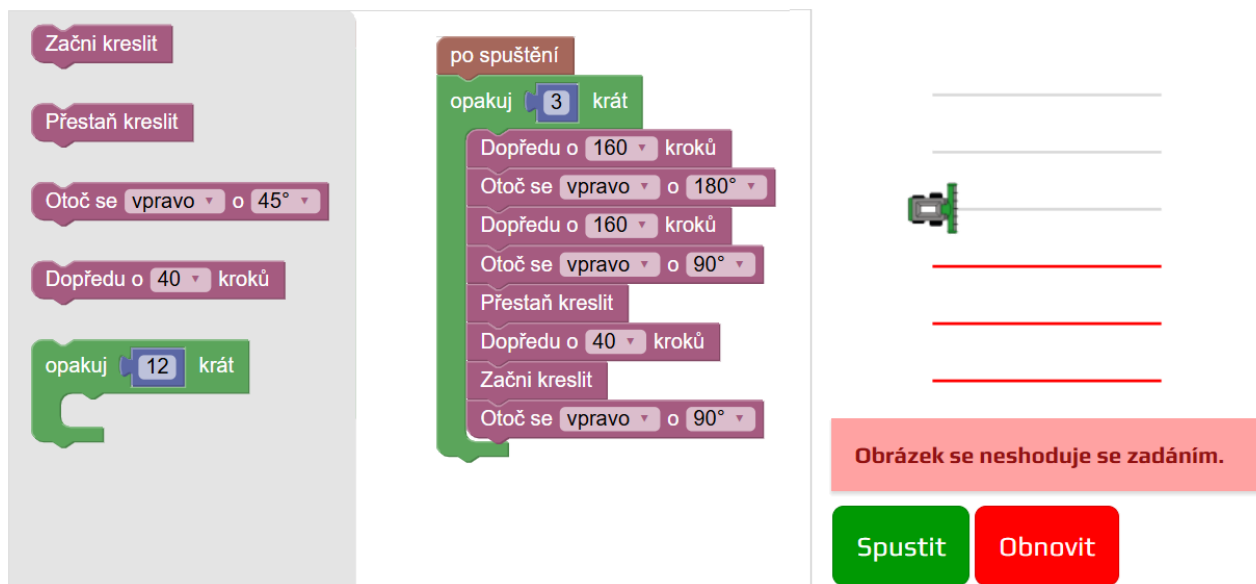 Začni kreslit
Přestaň kreslit
Otoč se vpravo o 45°
Dopředu o 40 kroků
opakuj 12 krát
po spuštění
opakuj 3 krát
Dopředu o 160 kroků
Otoč se vpravo o 180°
Dopředu o 160 kroků
Otoč se vpravo o 90°
Přestaň kreslit
Dopředu o 40 kroků
Začni kreslit
Otoč se vpravo o 90°
Obrázek se neshoduje se zadáním.
Spustit
Obnovit